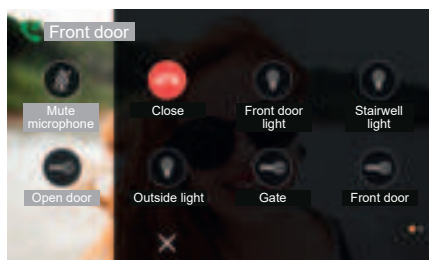 Front door
Mute
microphone
Close
Front door
light
Stairwell
light
Open door
Outside light
Gate
Front door